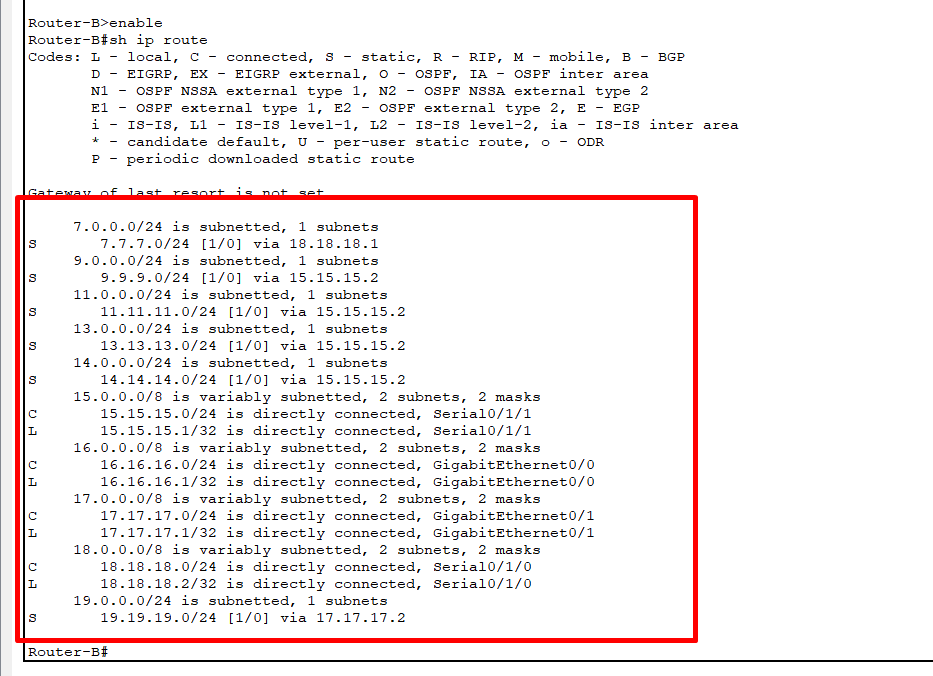 Router-B>enable
Router-B#sh ip route
Codes: L - local, C - connected, S - static, R - RIP, M - mobile, B - BGP
D - EIGRP, EX - EIGRP external, O - OSPF, IA - OSPF inter area
N1 - OSPF NSSA external type 1, N2 - OSPF NSSA external type 2
E1 - OSPF external type 1, E2 - OSPF external type 2, E - EGP
i - IS-IS, L1 - IS-IS level-1, L2 - IS-IS level-2, ia - IS-IS inter area
* - candidate default, U - per-user static route, o - ODR
P - periodic downloaded static route
Gateway of last resort is not set
7.0.0.0/24 is subnetted, 1 subnets
S 7.7.7.0/24 [1/0] via 18.18.18.1
9.0.0.0/24 is subnetted, 1 subnets
S 9.9.9.0/24 [1/0] via 15.15.15.2
11.0.0.0/24 is subnetted, 1 subnets
S 11.11.11.0/24 [1/0] via 15.15.15.2
13.0.0.0/24 is subnetted, 1 subnets
S 13.13.13.0/24 [1/0] via 15.15.15.2
14.0.0.0/24 is subnetted, 1 subnets
S 14.14.14.0/24 [1/0] via 15.15.15.2
15.0.0.0/8 is variably subnetted, 2 subnets, 2 masks
C 15.15.15.0/24 is directly connected, Serial0/1/1
L 15.15.15.1/32 is directly connected, Serial0/1/1
16.0.0.0/8 is variably subnetted, 2 subnets, 2 masks
C 16.16.16.0/24 is directly connected, GigabitEthernet0/0
L 16.16.16.1/32 is directly connected, GigabitEthernet0/0
17.0.0.0/8 is variably subnetted, 2 subnets, 2 masks
C 17.17.17.0/24 is directly connected, GigabitEthernet0/1
L 17.17.17.1/32 is directly connected, GigabitEthernet0/1
18.0.0.0/8 is variably subnetted, 2 subnets, 2 masks
C 18.18.18.0/24 is directly connected, Serial0/1/0
L 18.18.18.2/32 is directly connected, Serial0/1/0
19.0.0.0/24 is subnetted, 1 subnets
S 19.19.19.0/24 [1/0] via 17.17.17.2
Router-B#